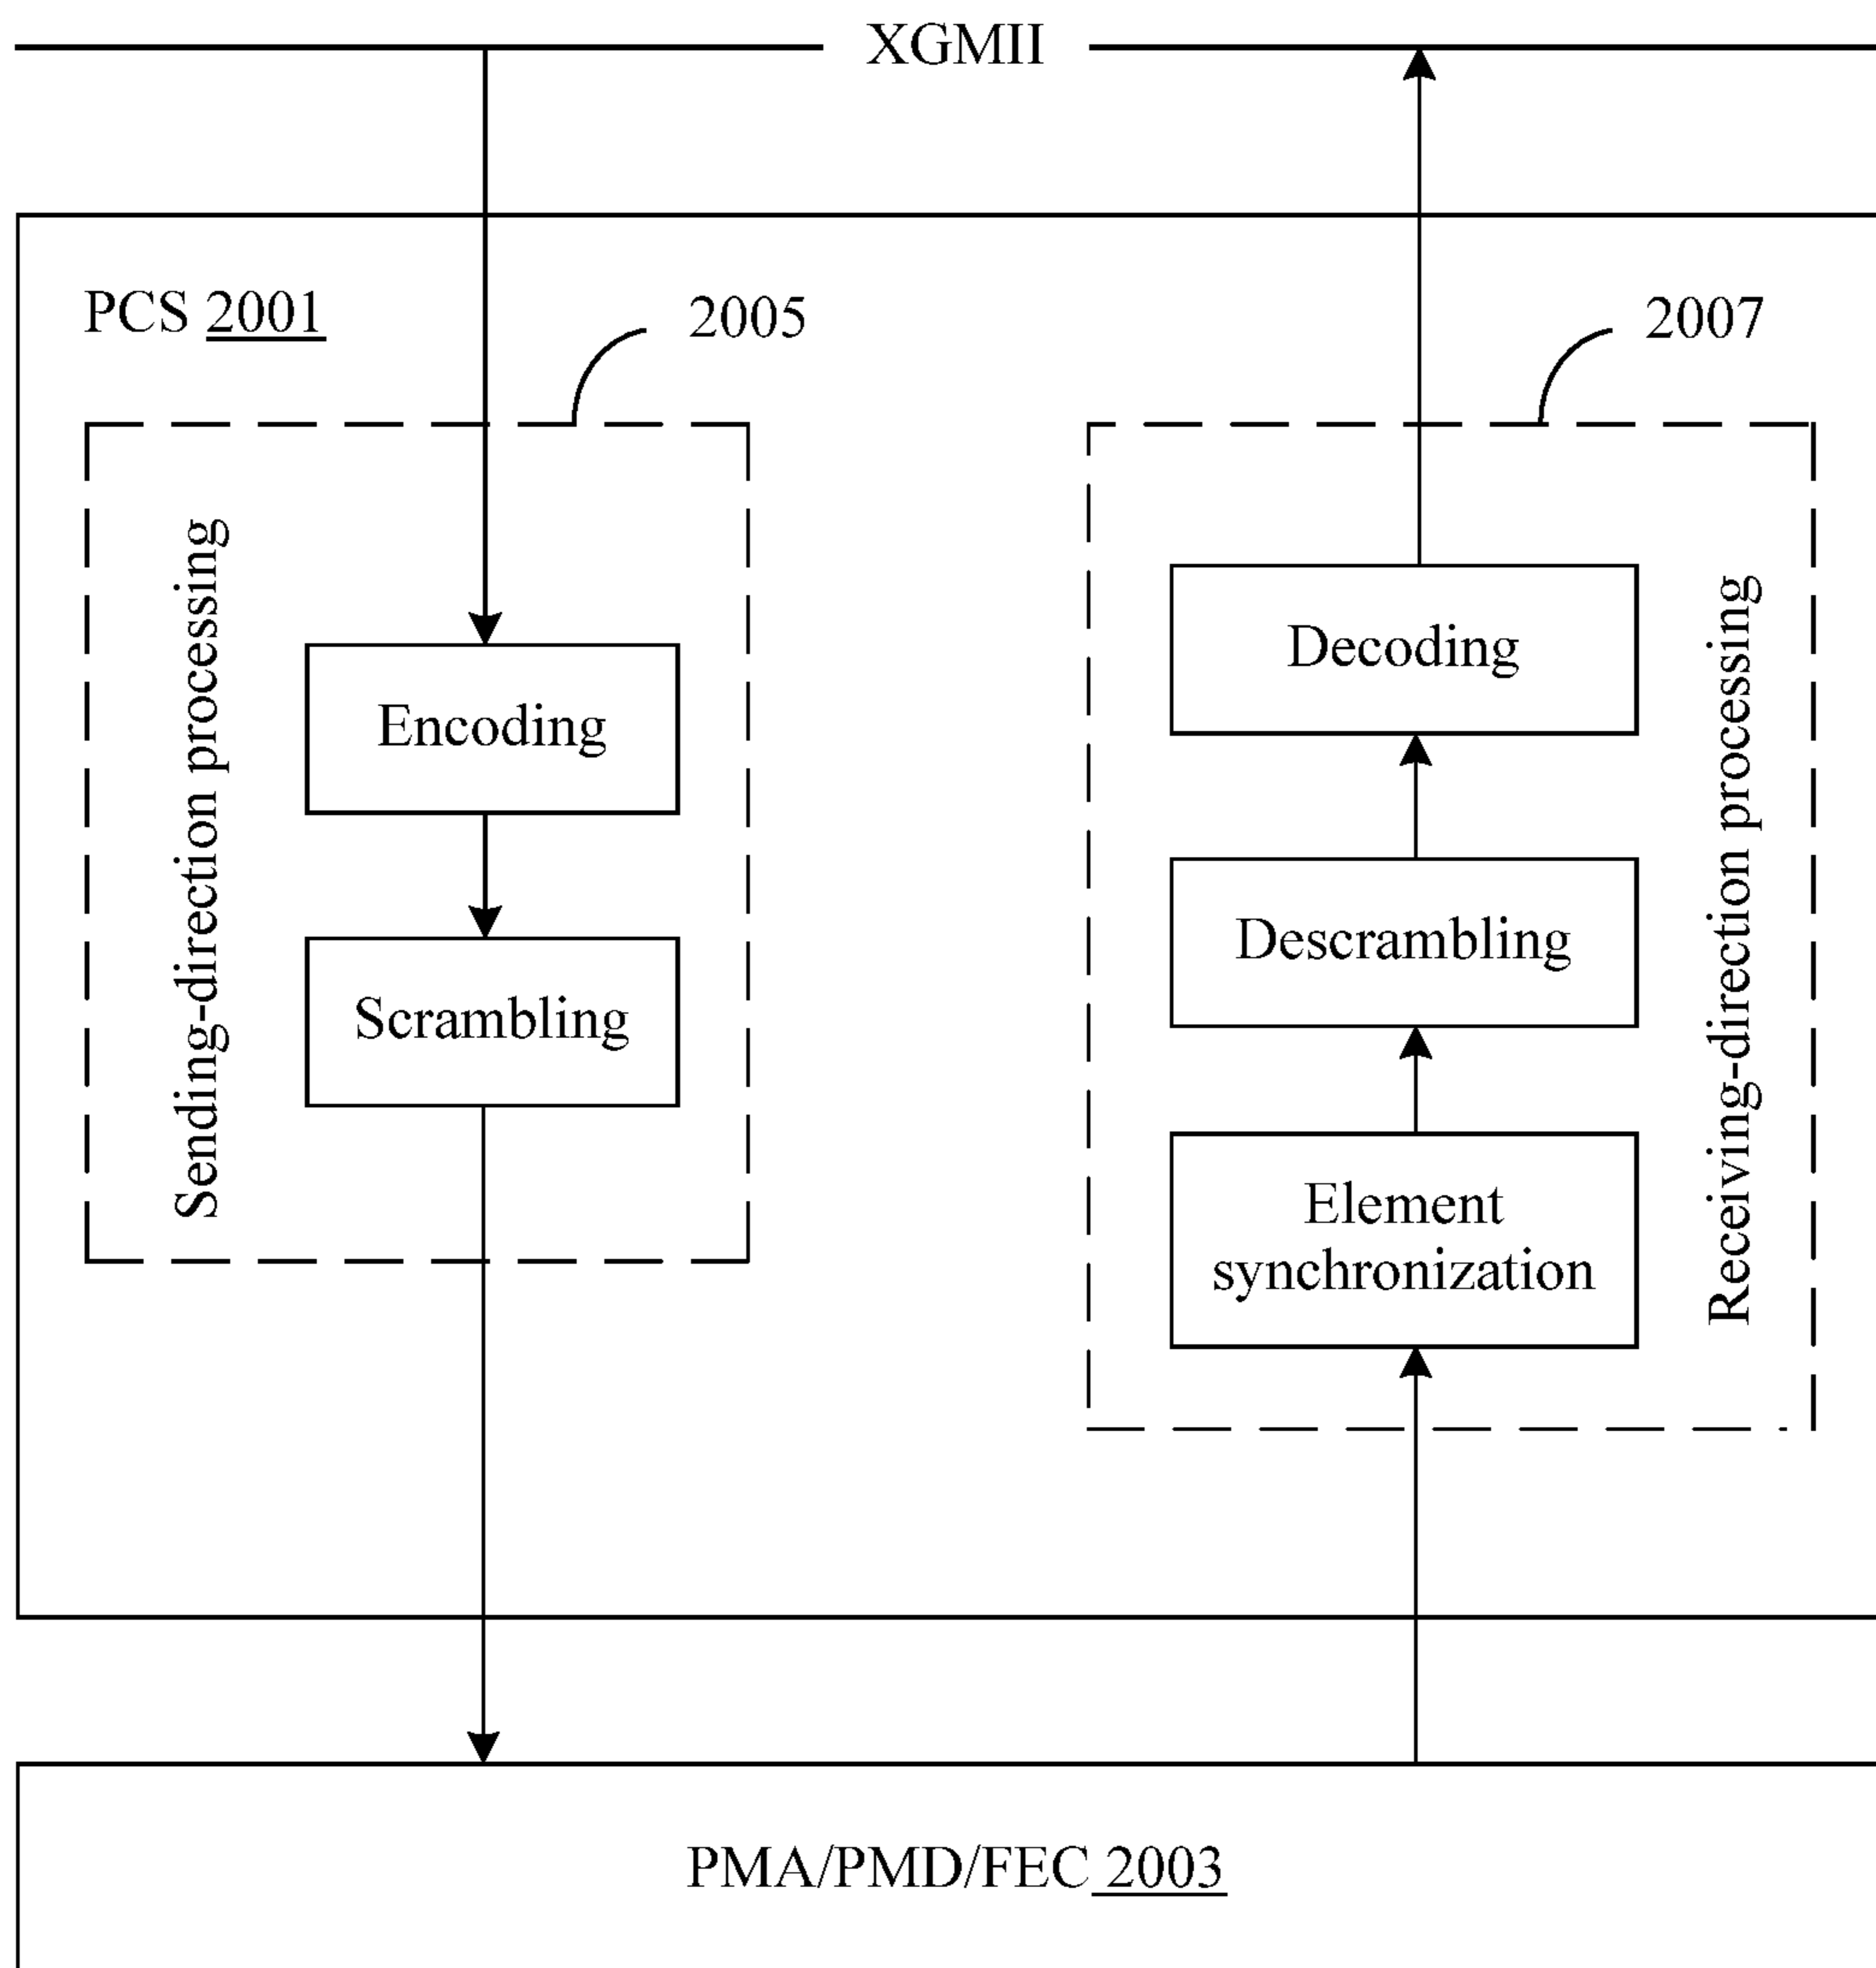 XGMII
PCS 2001
2005
2007
Sending-direction processing
Encoding
Scrambling
Decoding
Descrambling
Element
synchronization
Receiving-direction processing
PMA/PMD/FEC 2003